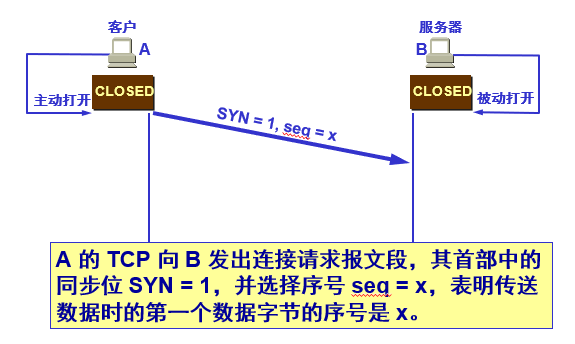 客户
服务器
A
B
CLOSED
CLOSED
主动打开
被动打开
SYN = 1, seq = x
A 的 TCP 向 B 发出连接请求报文段，其首部中的
同步位 SYN = 1，并选择序号 seq = x，表明传送
数据时的第一个数据字节的序号是 x。